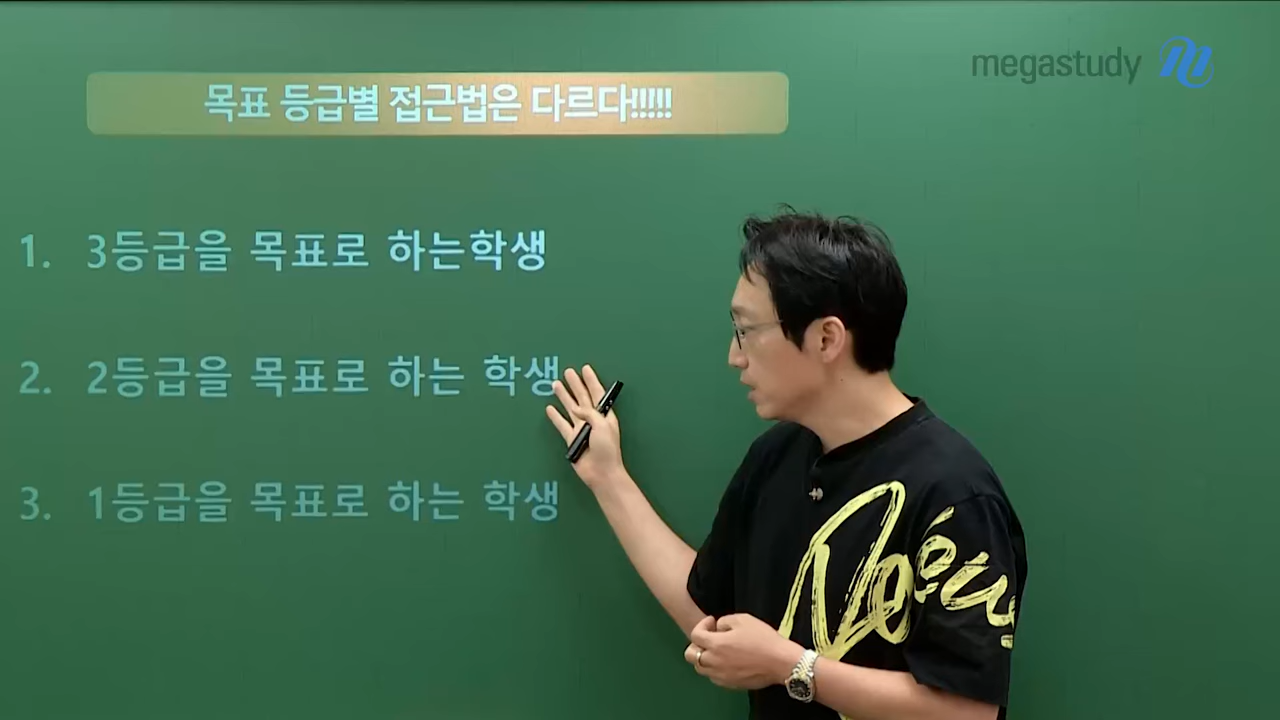 megastudy
목표 등급별 접근법은 다르다!!!!!
1. 3등급을 목표로 하는학생
2. 2등급을 목표로 하는 학생
3. 1등급을 목표로 하는 학생